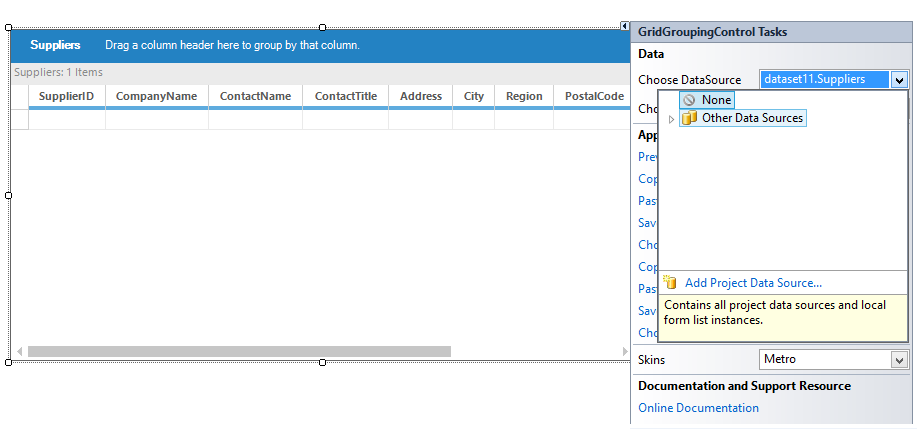 Suppliers Drag a column header here to group by that column.
Suppliers: 1 Items
SupplierID CompanyName ContactName ContactTitle Address City Region PostalCode
GridGroupingControl Tasks
Data
Choose DataSource dataset11.Suppliers
None
Other Data Sources
Cho
App
Prev
Cop
Past
Sav
Cho
Cop
Past
Sav
Cho
Add Project Data Source...
Contains all project data sources and local
form list instances.
Skins Metro
Documentation and Support Resource
Online Documentation